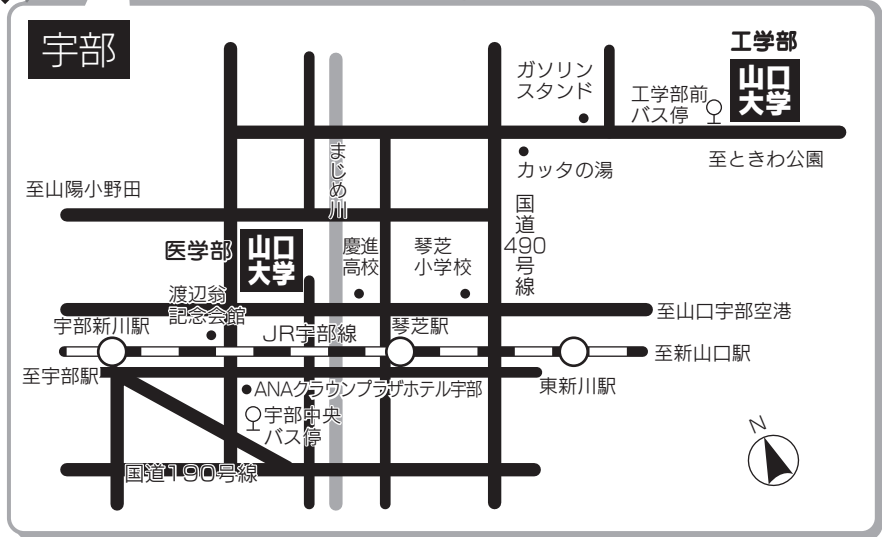 宇部
工学部
山口
大学
ガソリン
スタンド
工学部前
バス停
至ときわ公園
カッタの湯
まじめ川
至山陽小野田
国道490号線
医学部
山口
大学
慶進
高校
琴芝
小学校
渡辺翁
記念会館
至山口宇部空港
宇部新川駅
JR宇部線
琴芝駅
至新山口駅
至宇部駅
ANAクラウンプラザホテル宇部
東新川駅
宇部中央
バス停
国道190号線
N